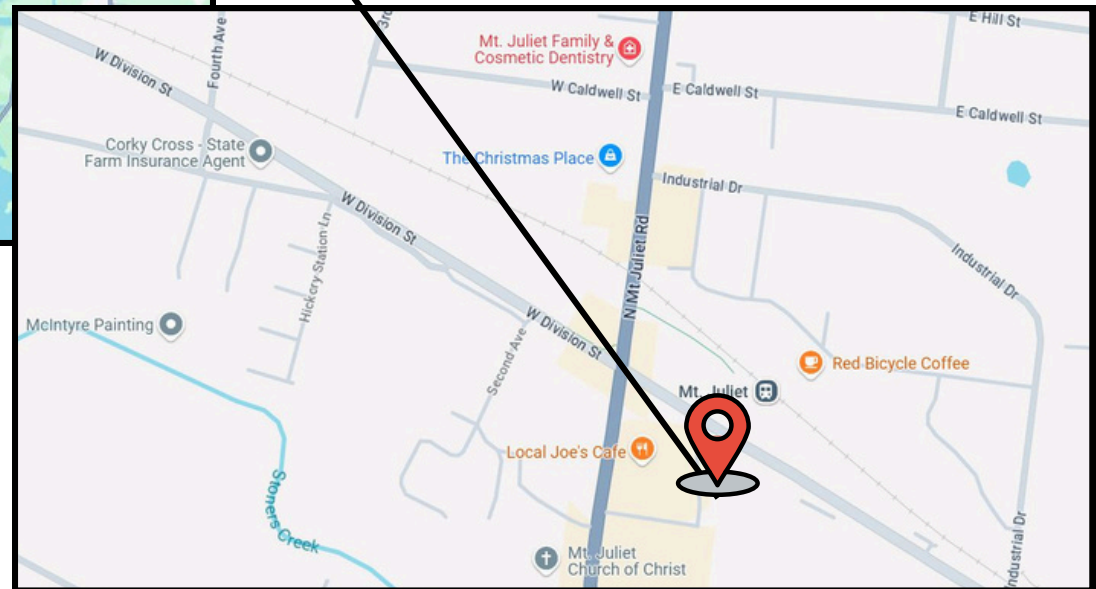 E Hill St
Fourth Ave
3rd
Mt. Juliet Family &
Cosmetic Dentistry
W Division St
W Caldwell St
E Caldwell St
E Caldwell St
Corky Cross - State
Farm Insurance Agent
The Christmas Place
Industrial Dr
W Division St
Hickory Station Ln
N Mt Juliet Rd
Industrial Dr
McIntyre Painting
W Division St
Second Ave
Red Bicycle Coffee
Mt. Juliet
Local Joe's Cafe
Stoners Creek
Industrial Dr
Mt. Juliet
Church of Christ